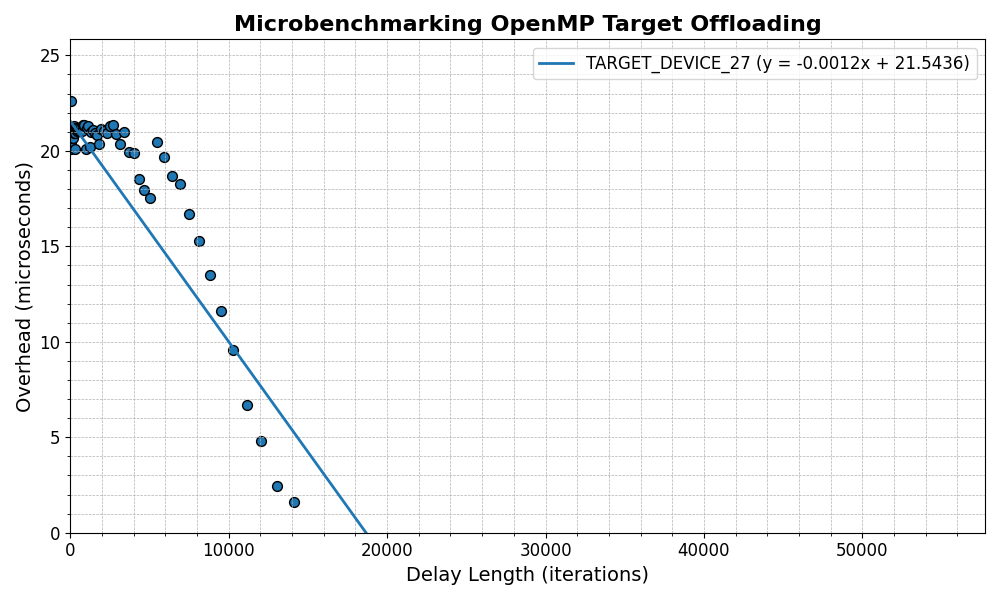 Microbenchmarking OpenMP Target Offloading
TARGET_DEVICE_27 (y = -0.0012x + 21.5436)
Overhead (microseconds)
25
20
15
10
5
0
0 10000 20000 30000 40000 50000
Delay Length (iterations)